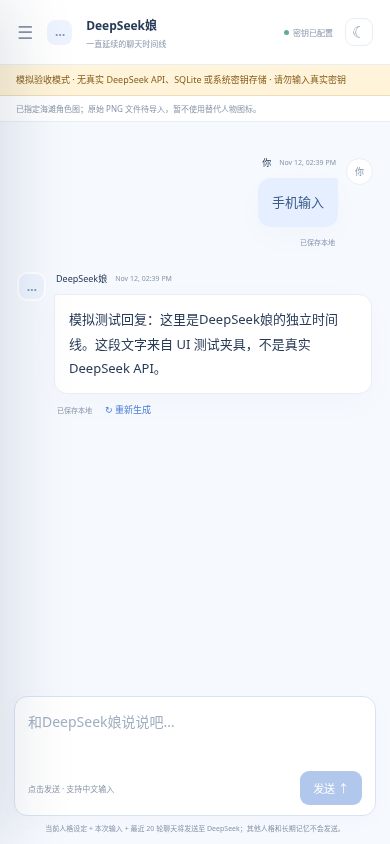 ☰ ... DeepSeek娘
一直延续的聊天时间线
密钥已配置
模拟验收模式 · 无真实 DeepSeek API、SQLite 或系统密钥存储 · 请勿输入真实密钥
已指定海滩角色图；原始 PNG 文件待导入，暂不使用替代人物图标。
你 Nov 12, 02:39 PM
你
手机输入
已保存本地
... DeepSeek娘 Nov 12, 02:39 PM
模拟测试回复：这里是DeepSeek娘的独立时间
线。这段文字来自 UI 测试夹具，不是真实
DeepSeek API。
已保存本地 ↻ 重新生成
和DeepSeek娘说说吧...
点击发送 · 支持中文输入
发送 ↑
当前人格设定 + 本次输入 + 最近 20 轮聊天将发送至 DeepSeek；其他人格和长期记忆不会发送。